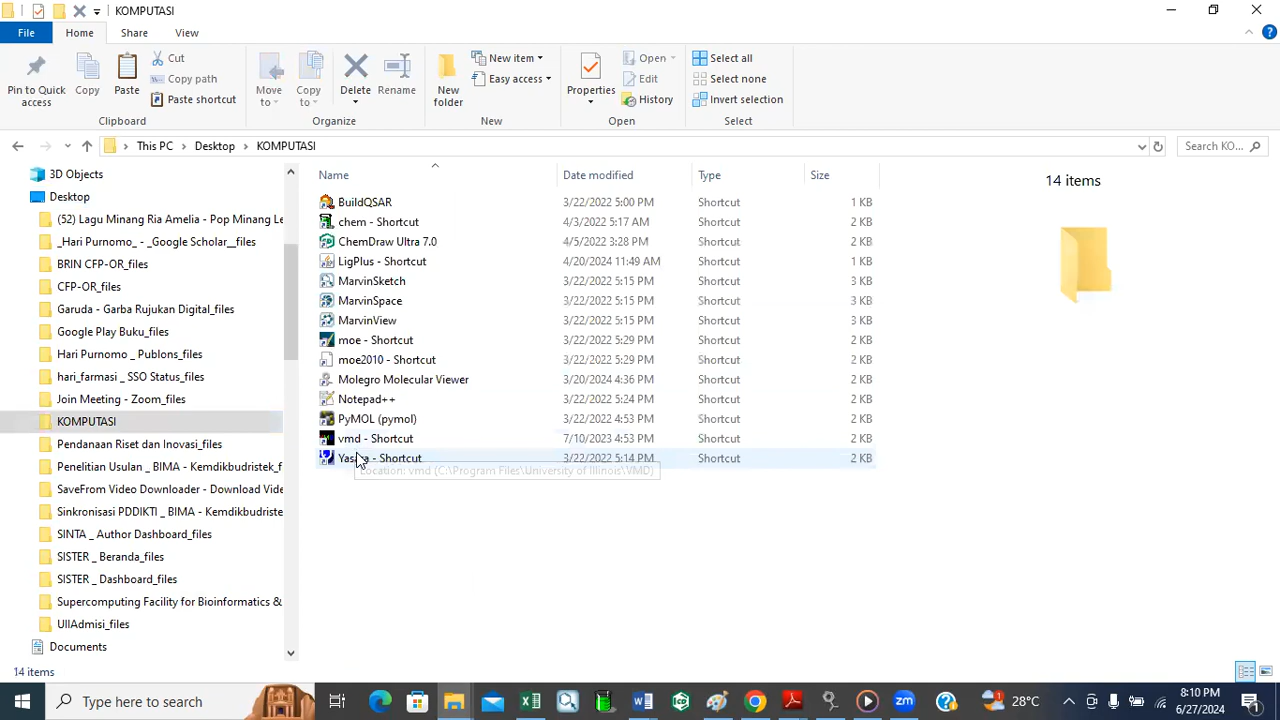 KOMPUTASI
File Home Share View
Pin to Quick access
Copy
Paste
Cut
Copy path
Paste shortcut
Clipboard
Move to
Copy to
Delete
Rename
Organize
New folder
New item
Easy access
New
Properties
Open
Edit
History
Open
Select all
Select none
Invert selection
Select
This PC > Desktop > KOMPUTASI
Search KO...
3D Objects
Desktop
(52) Lagu Minang Ria Amelia - Pop Minang Le
_Hari Purnomo_ - _Google Scholar__files
BRIN CFP-OR_files
CFP-OR_files
Garuda - Garba Rujukan Digital_files
Google Play Buku_files
Hari Purnomo _ Publons_files
hari_farmasi _ SSO Status_files
Join Meeting - Zoom_files
KOMPUTASI
Pendanaan Riset dan Inovasi_files
Penelitian Usulan _ BIMA - Kemdikbudristek_f
SaveFrom Video Downloader - Download Vid
Sinkronisasi PDDIKTI _ BIMA - Kemdikbudriste
SINTA _ Author Dashboard_files
SISTER _ Beranda_files
SISTER _ Dashboard_files
Supercomputing Facility for Bioinformatics &
UIIAdmisi_files
Documents
Name Date modified Type Size
BuildQSAR 3/22/2022 5:00 PM Shortcut 1 KB
chem - Shortcut 4/3/2022 5:17 AM Shortcut 2 KB
ChemDraw Ultra 7.0 4/5/2022 3:28 PM Shortcut 2 KB
LigPlus - Shortcut 4/20/2024 11:49 AM Shortcut 1 KB
MarvinSketch 3/22/2022 5:15 PM Shortcut 3 KB
MarvinSpace 3/22/2022 5:15 PM Shortcut 3 KB
MarvinView 3/22/2022 5:15 PM Shortcut 3 KB
moe - Shortcut 3/22/2022 5:29 PM Shortcut 2 KB
moe2010 - Shortcut 3/22/2022 5:29 PM Shortcut 2 KB
Molegro Molecular Viewer 3/20/2024 4:36 PM Shortcut 2 KB
Notepad++ 3/22/2022 5:24 PM Shortcut 2 KB
PyMOL (pymol) 3/22/2022 4:53 PM Shortcut 2 KB
vmd - Shortcut 7/10/2023 4:53 PM Shortcut 2 KB
Yasara - Shortcut 3/22/2022 5:14 PM Shortcut 2 KB
Location: vmd (C:\Program Files\University of Illinois\VMD)
14 items
14 items
Type here to search
28°C
8:10 PM
6/27/2024